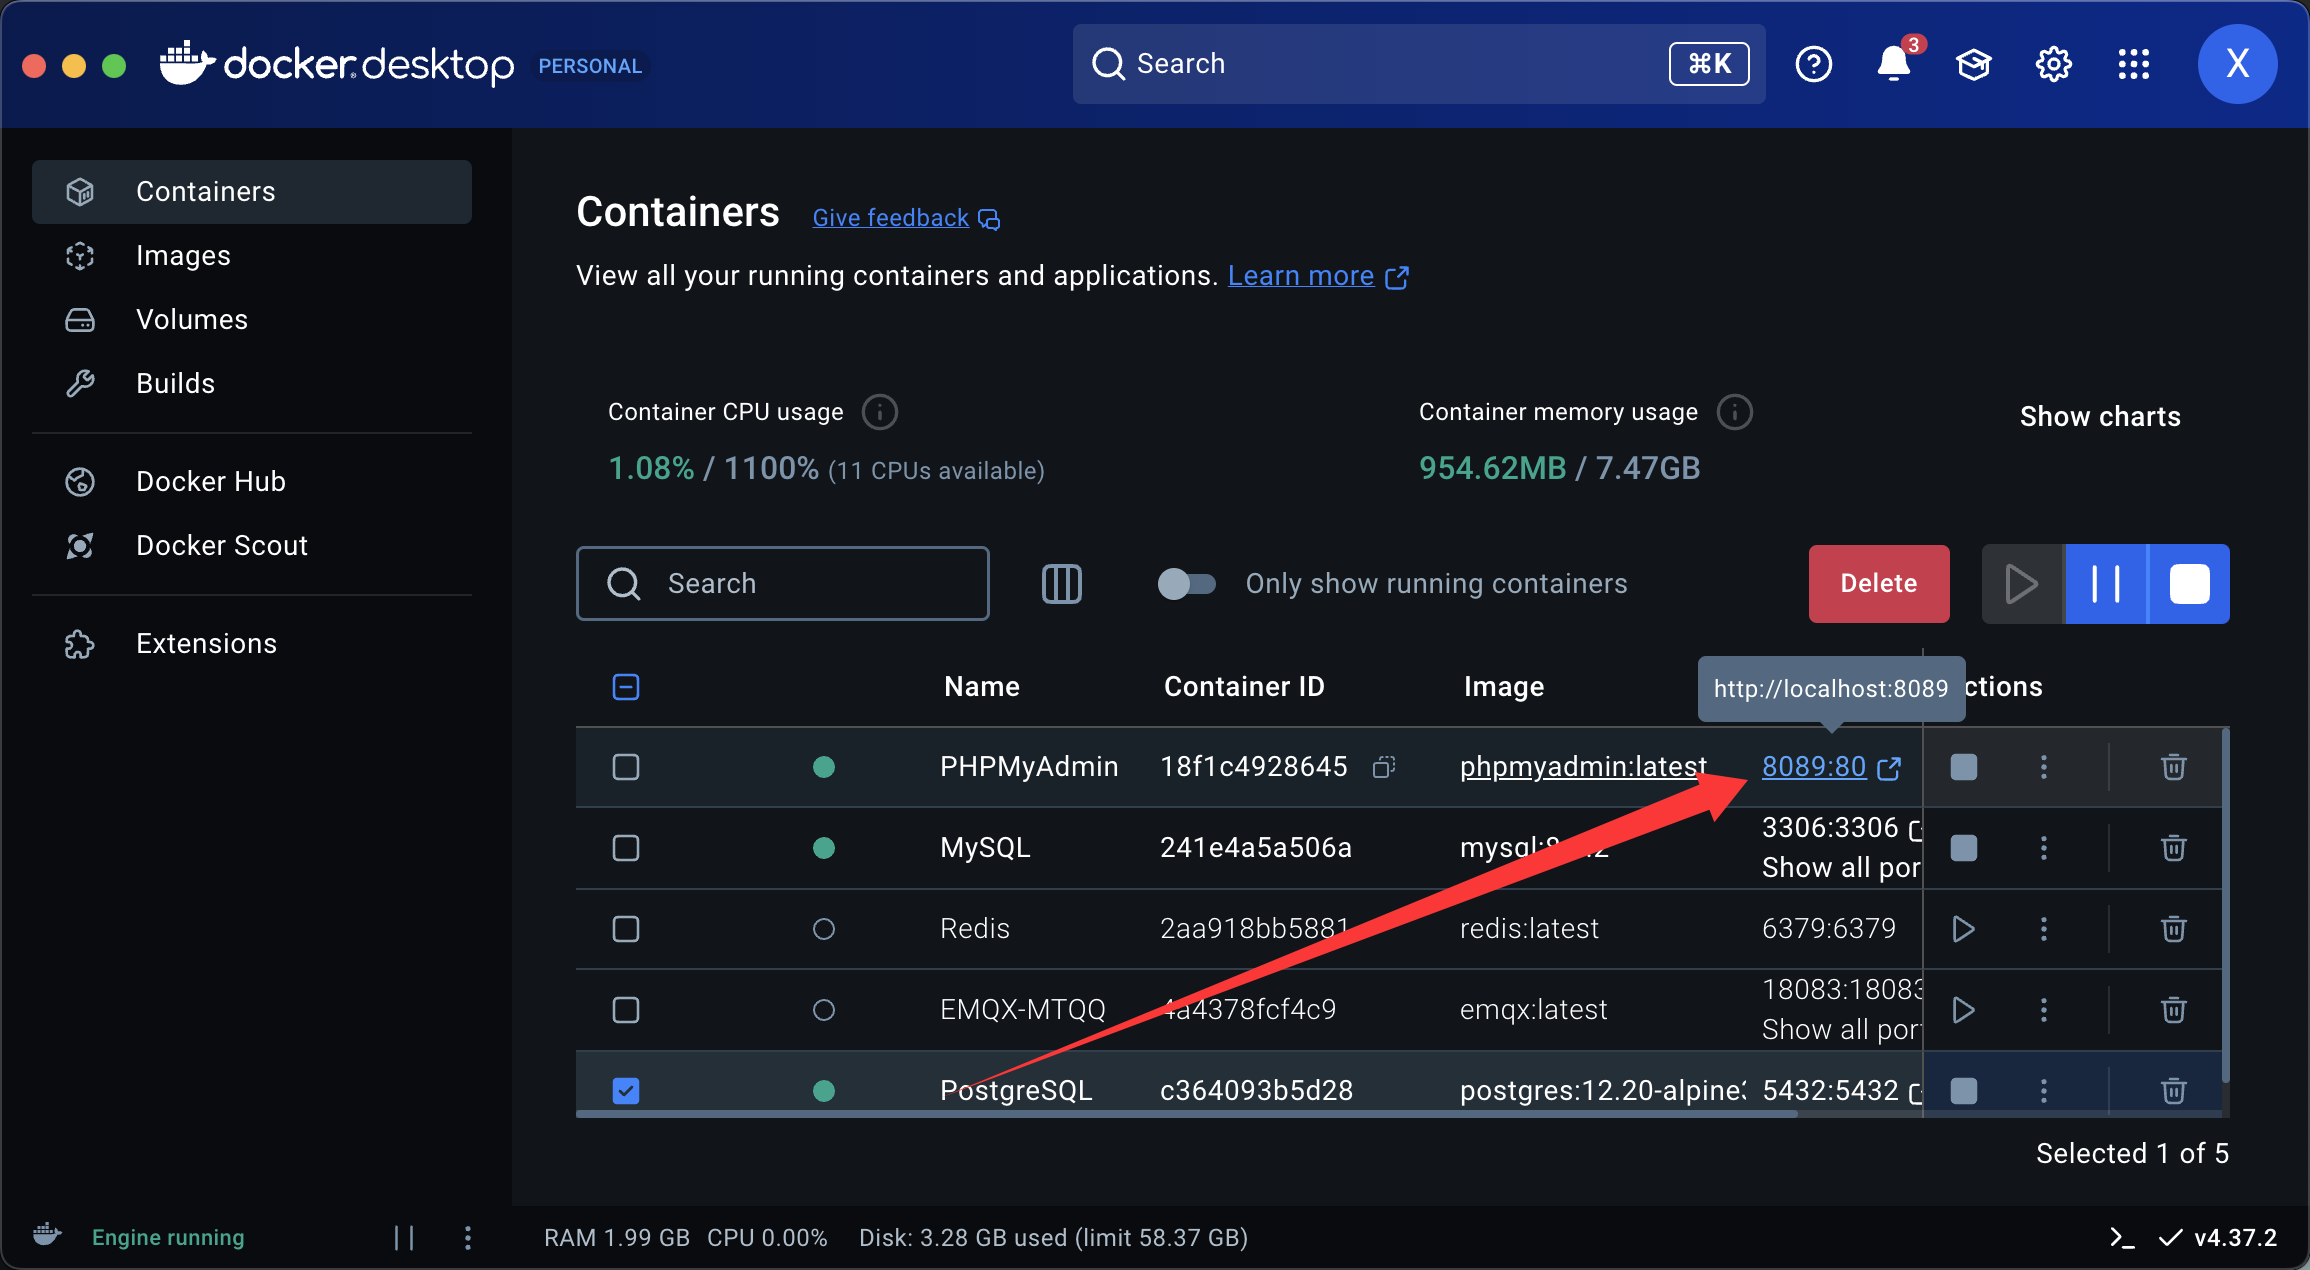 docker desktop PERSONAL
Search ⌘K
3
X
Containers
Images
Volumes
Builds
Docker Hub
Docker Scout
Extensions
Containers Give feedback
View all your running containers and applications. Learn more
Container CPU usage
1.08% / 1100% (11 CPUs available)
Container memory usage
954.62MB / 7.47GB
Show charts
Search
Only show running containers
Delete
http://localhost:8089
Name Container ID Image ctions
PHPMyAdmin 18f1c4928645 phpmyadmin:latest 8089:80
MySQL 241e4a5a506a 3306:3306
Show all por
Redis 2aa918bb5881 redis:latest 6379:6379
EMQX-MTQQ 4a4378fcf4c9 emqx:latest 18083:18083
Show all por
PostgreSQL c364093b5d28 postgres:12.20-alpine 5432:5432
Selected 1 of 5
Engine running
RAM 1.99 GB CPU 0.00% Disk: 3.28 GB used (limit 58.37 GB)
v4.37.2